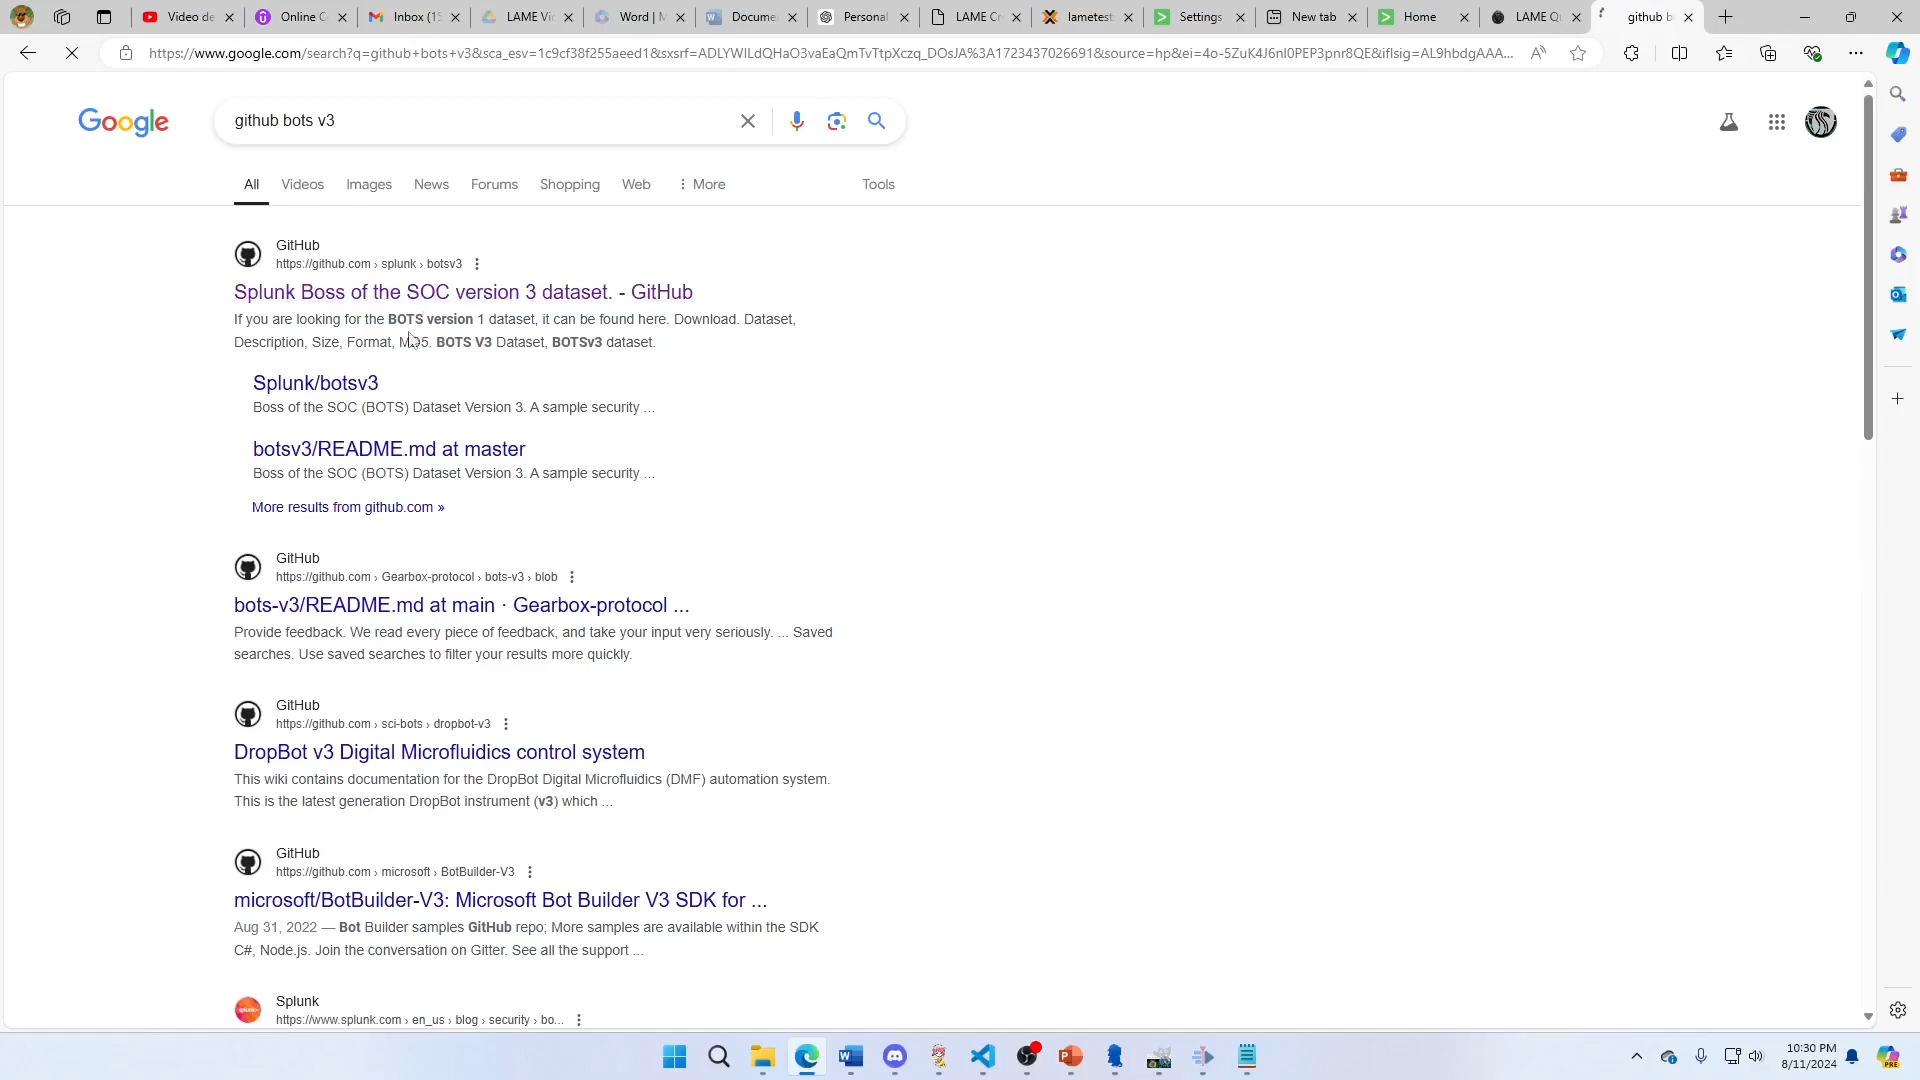 Video de
Online C
Inbox (15
LAME Vi
Word | M
Docume
Personal
LAME Cr
lametest
Settings
New tab
Home
LAME Q
github b
https://www.google.com/search?q=github+bots+v3&sca_esv=1c9cf38f255aeed1&sxsrf=ADLYWILdQHaO3vaEaQmTvTtpXczq_DOsJA%3A1723437026691&source=hp&ei=4o-5ZuK4J6nl0PEP3pnr8QE&iflsig=AL9hbdgAAA...
Google
github bots v3
All
Videos
Images
News
Forums
Shopping
Web
More
Tools
GitHub
https://github.com › splunk › botsv3
Splunk Boss of the SOC version 3 dataset. - GitHub
If you are looking for the BOTS version 1 dataset, it can be found here. Download. Dataset,
Description, Size, Format, MD5. BOTS V3 Dataset, BOTSv3 dataset.
Splunk/botsv3
Boss of the SOC (BOTS) Dataset Version 3. A sample security ...
botsv3/README.md at master
Boss of the SOC (BOTS) Dataset Version 3. A sample security ...
More results from github.com »
GitHub
https://github.com › Gearbox-protocol › bots-v3 › blob
bots-v3/README.md at main · Gearbox-protocol ...
Provide feedback. We read every piece of feedback, and take your input very seriously. ... Saved
searches. Use saved searches to filter your results more quickly.
GitHub
https://github.com › sci-bots › dropbot-v3
DropBot v3 Digital Microfluidics control system
This wiki contains documentation for the DropBot Digital Microfluidics (DMF) automation system.
This is the latest generation DropBot instrument (v3) which ...
GitHub
https://github.com › microsoft › BotBuilder-V3
microsoft/BotBuilder-V3: Microsoft Bot Builder V3 SDK for ...
Aug 31, 2022 — Bot Builder samples GitHub repo; More samples are available within the SDK
C#, Node.js. Join the conversation on Gitter. See all the support ...
Splunk
https://www.splunk.com › en_us › blog › security › bo...
10:30 PM
8/11/2024